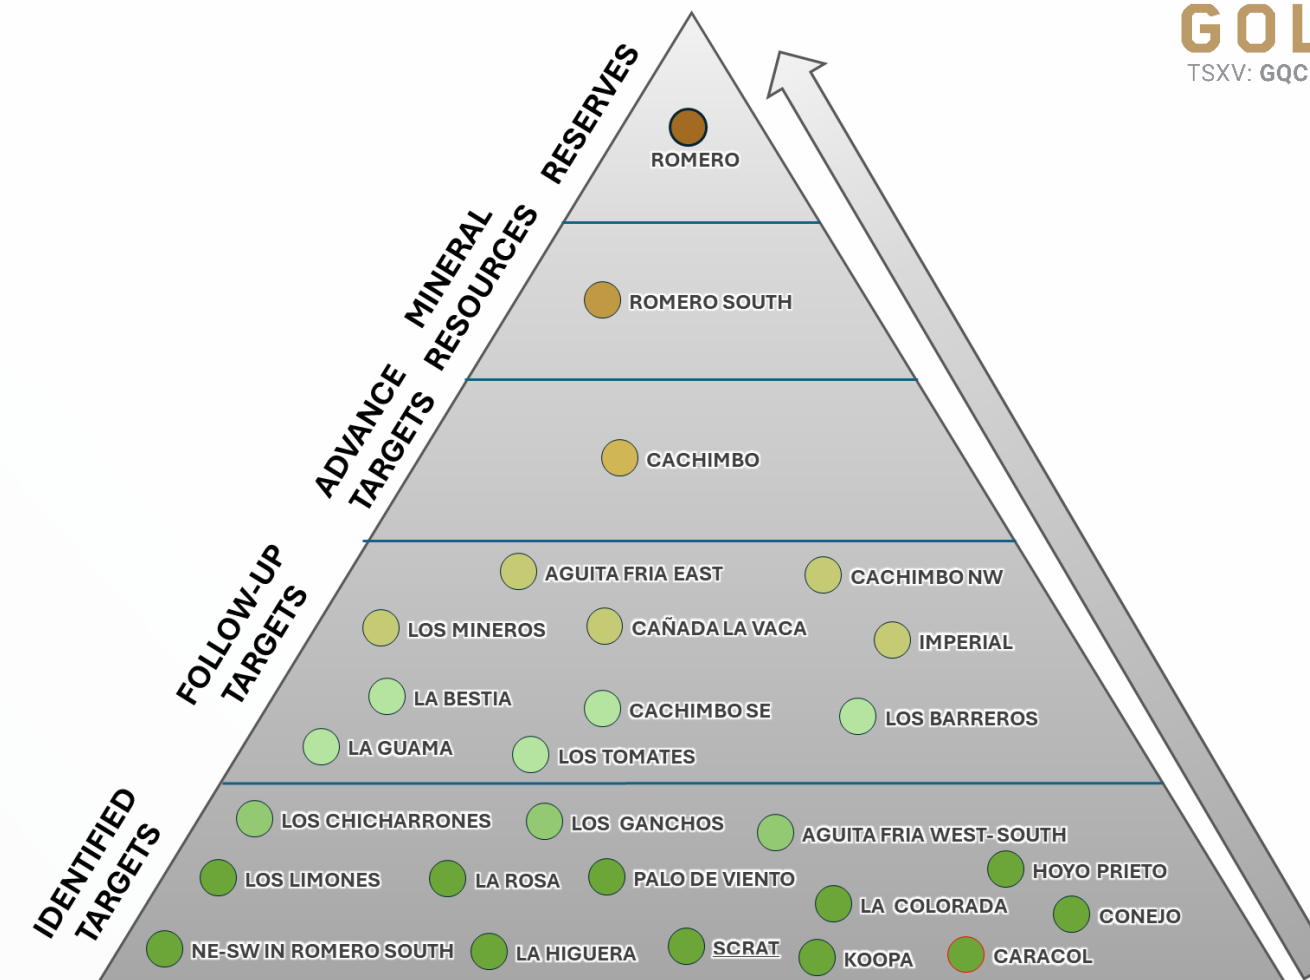 GOL
TSXV: GQC
RESERVES
ROMERO
MINERAL
RESOURCES
ROMERO SOUTH
ADVANCE
TARGETS
CACHIMBO
FOLLOW-UP
TARGETS
AGUITA FRIA EAST
CACHIMBO NW
LOS MINEROS
CAÑADA LA VACA
IMPERIAL
LA BESTIA
CACHIMBO SE
LOS BARREROS
LA GUAMA
LOS TOMATES
IDENTIFIED
TARGETS
LOS CHICHARRONES
LOS GANCHOS
AGUITA FRIA WEST-SOUTH
LOS LIMONES
LA ROSA
PALO DE VIENTO
HOYO PRIETO
LA COLORADA
CONEJO
NE-SW IN ROMERO SOUTH
LA HIGUERA
SCRAT
KOOPA
CARACOL